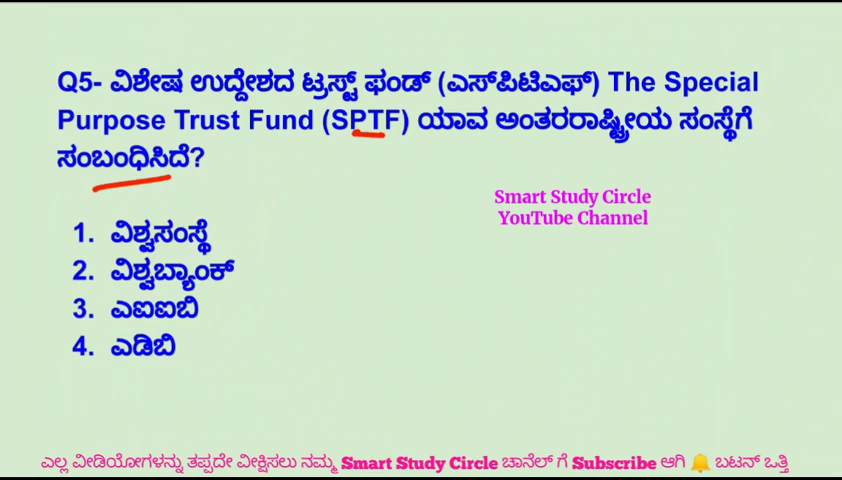 Q5- ವಿಶೇಷ ಉದ್ದೇಶದ ಟ್ರಸ್ಟ್ ಫಂಡ್ (ಎಸ್‌ಪಿಟಿಎಫ್) The Special
Purpose Trust Fund (SPTF) ಯಾವ ಅಂತರರಾಷ್ಟ್ರೀಯ ಸಂಸ್ಥೆಗೆ
ಸಂಬಂಧಿಸಿದೆ?
Smart Study Circle
YouTube Channel
1. ವಿಶ್ವಸಂಸ್ಥೆ
2. ವಿಶ್ವಬ್ಯಾಂಕ್
3. ಎಐಐಬಿ
4. ಎಡಿಬಿ
ಎಲ್ಲ ವೀಡಿಯೋಗಳನ್ನು ತಪ್ಪದೇ ವೀಕ್ಷಿಸಲು ನಮ್ಮ Smart Study Circle ಚಾನೆಲ್ ಗೆ Subscribe ಆಗಿ 🔔 ಬಟನ್ ಒತ್ತಿ